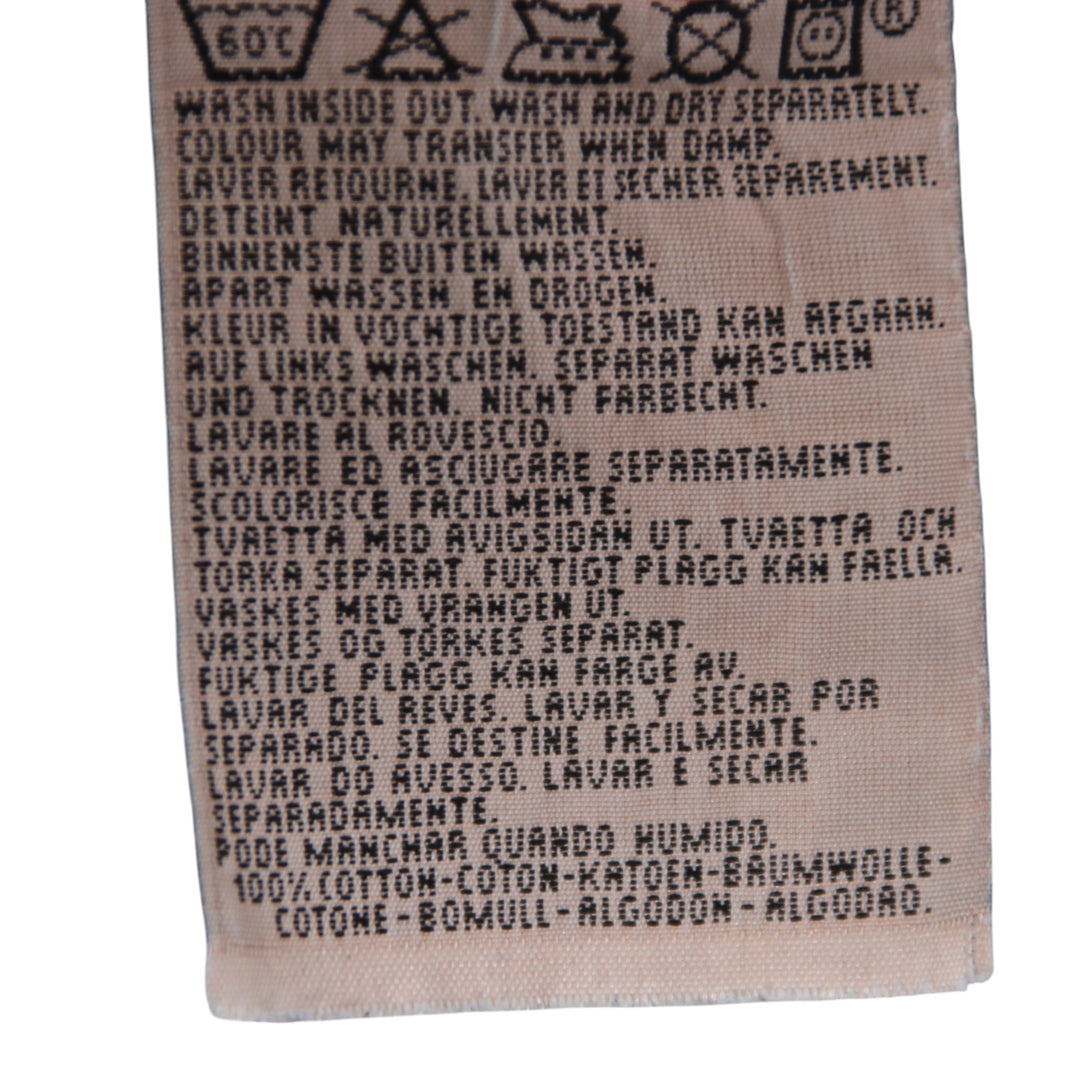 60°C
®
WASH INSIDE OUT. WASH AND DRY SEPARATELY.
COLOUR MAY TRANSFER WHEN DAMP.
LAVER RETOURNE. LAVER ET SECHER SEPAREMENT.
DETEINT NATURELLEMENT.
BINNENSTE BUITEN WASSEN.
APART WASSEN EN DROGEN.
KLEUR IN VOCHTIGE TOESTAND KAN AFGAAN.
AUF LINKS WASCHEN. SEPARAT WASCHEN
UND TROCKNEN. NICHT FARBECHT.
LAVARE AL ROVESCIO.
LAVARE ED ASCIUGARE SEPARATAMENTE.
SCOLORISCE FACILMENTE.
TVAETTA MED AVIGSIDAN UT. TVAETTA OCH
TORKA SEPARAT. FUKTIGT PLAGG KAN FAELLA.
VASKES MED VRANGEN UT.
VASKES OG TORKES SEPARAT.
FUKTIGE PLAGG KAN FARGE AV.
LAVAR DEL REVES. LAVAR Y SECAR POR
SEPARADO. SE DESTINE FACILMENTE.
LAVAR DO AVESSO. LAVAR E SECAR
SEPARADAMENTE.
PODE MANCHAR QUANDO HUMIDO.
100% COTTON-COTON-KATOEN-BAUMWOLLE-
COTONE-BOMULL-ALGODON-ALGODAO.